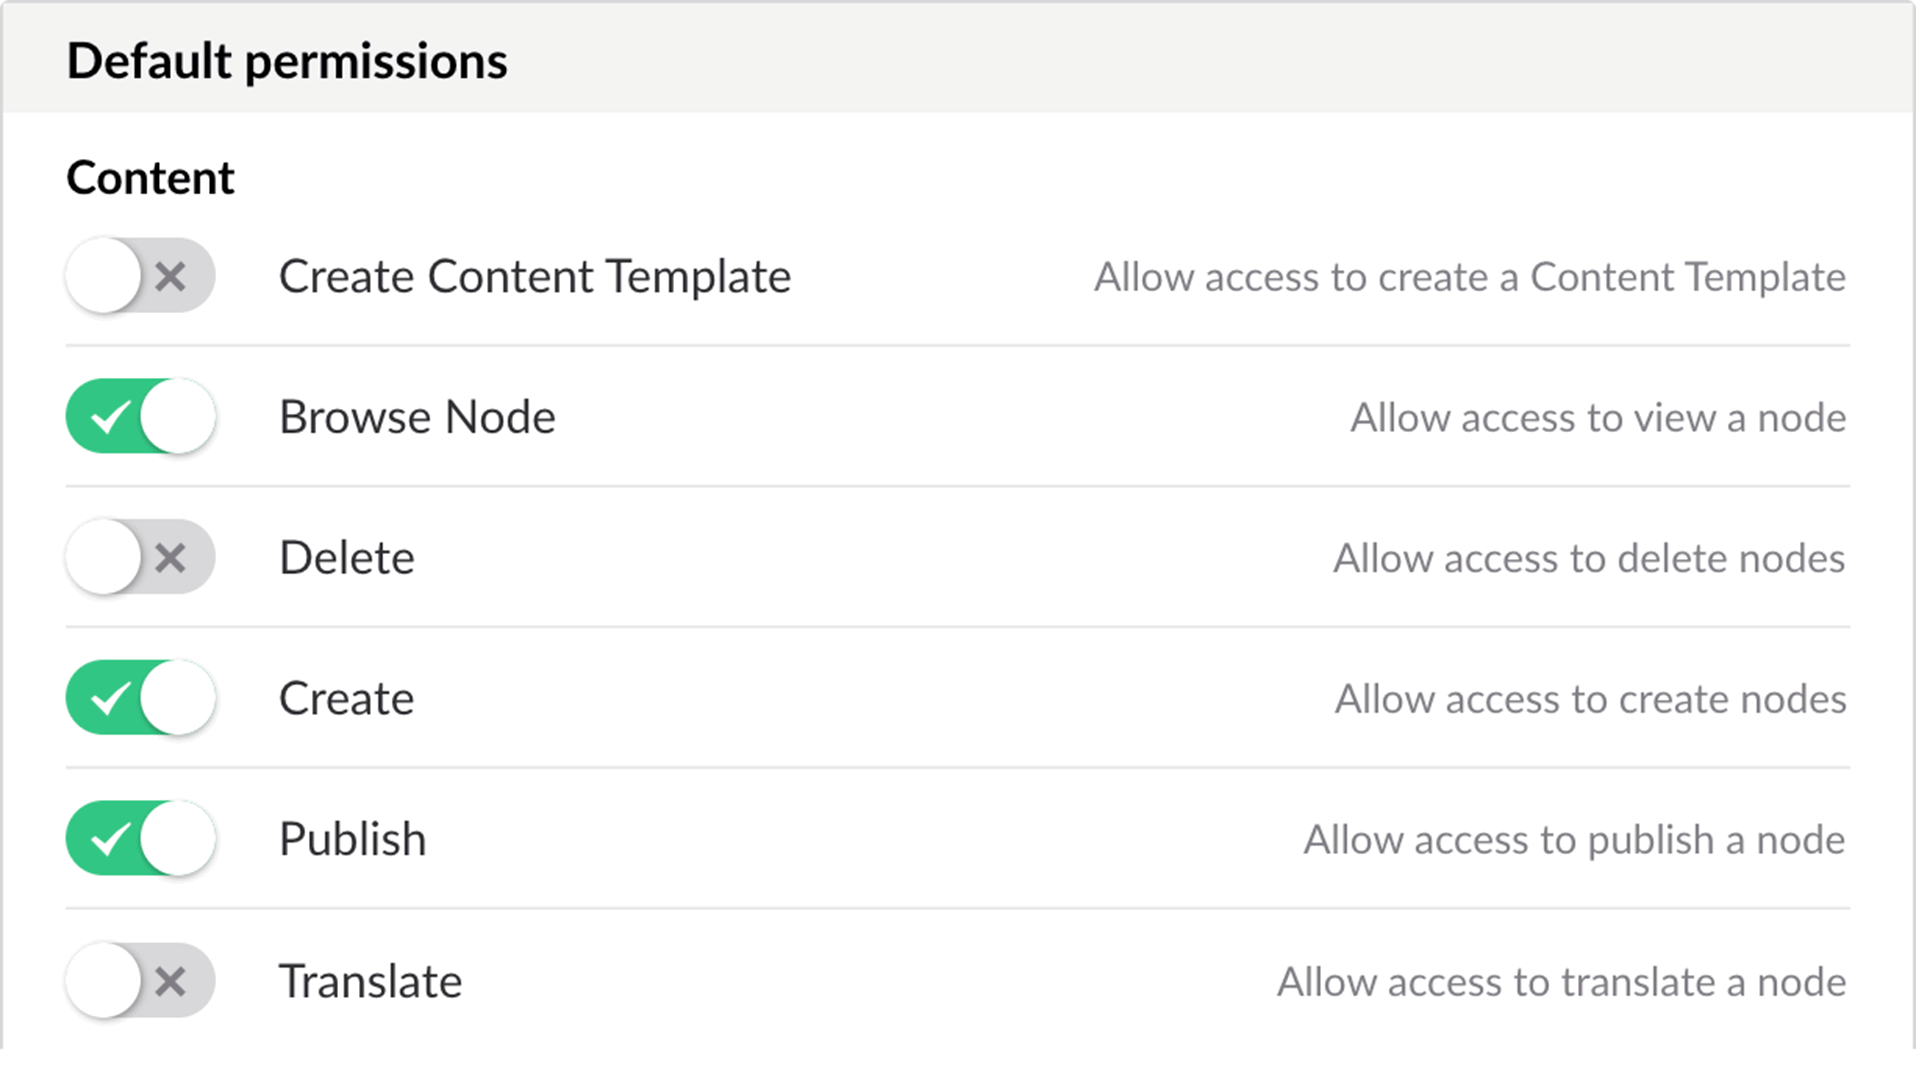 Default permissions
Content
Create Content Template Allow access to create a Content Template
Browse Node Allow access to view a node
Delete Allow access to delete nodes
Create Allow access to create nodes
Publish Allow access to publish a node
Translate Allow access to translate a node